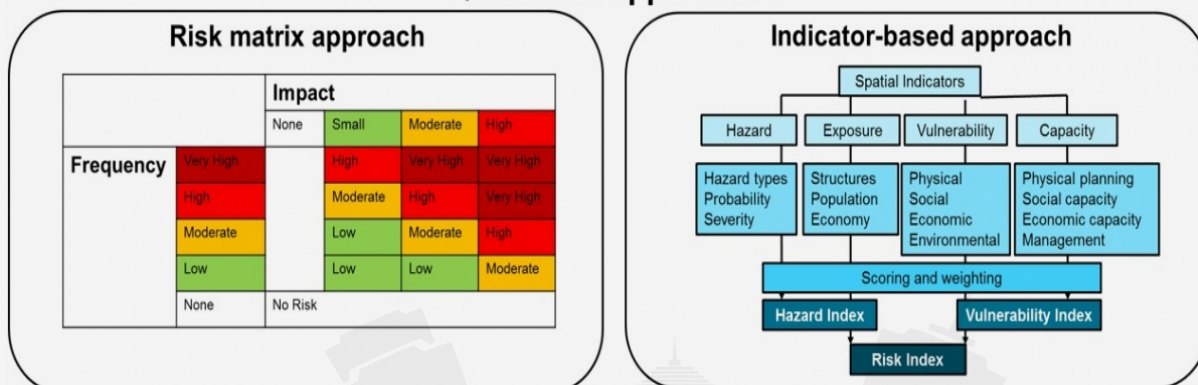 Risk matrix approach
Impact
None Small Moderate High
Frequency Very High High Very High Very High
High Moderate High Very High
Moderate Low Moderate High
Low Low Low Moderate
None No Risk
Indicator-based approach
Spatial Indicators
Hazard Exposure Vulnerability Capacity
Hazard types
Probability
Severity
Structures
Population
Economy
Physical
Social
Economic
Environmental
Physical planning
Social capacity
Economic capacity
Management
Scoring and weighting
Hazard Index Vulnerability Index
Risk Index